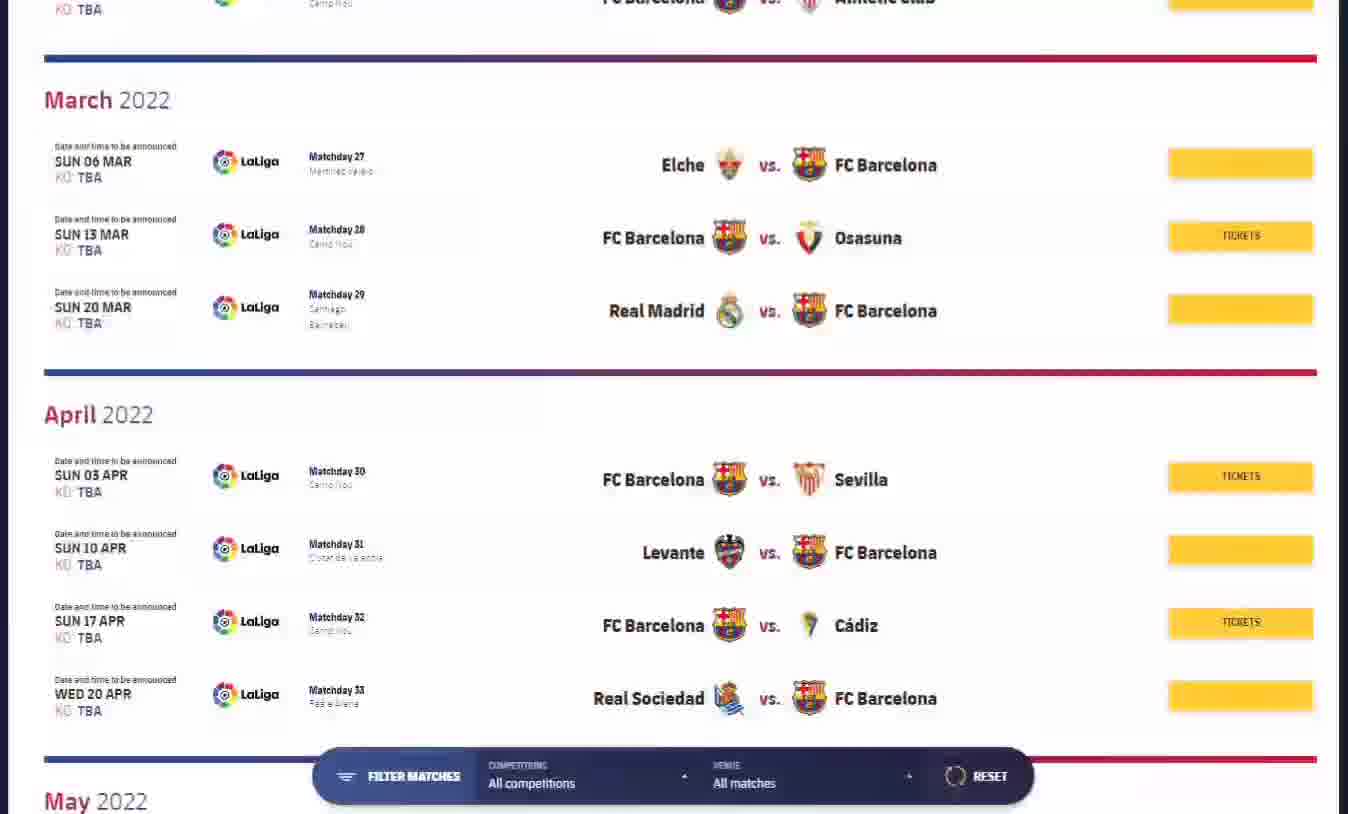 KO: TBA
Camp Nou
FC Barcelona vs. Athletic Club
March 2022
Date and time to be announced
SUN 06 MAR
KO: TBA
LaLiga
Matchday 27
Martínez Valero
Elche vs. FC Barcelona
Date and time to be announced
SUN 13 MAR
KO: TBA
LaLiga
Matchday 28
Camp Nou
FC Barcelona vs. Osasuna
TICKETS
Date and time to be announced
SUN 20 MAR
KO: TBA
LaLiga
Matchday 29
Santiago
Bernabéu
Real Madrid vs. FC Barcelona
April 2022
Date and time to be announced
SUN 03 APR
KO: TBA
LaLiga
Matchday 30
Camp Nou
FC Barcelona vs. Sevilla
TICKETS
Date and time to be announced
SUN 10 APR
KO: TBA
LaLiga
Matchday 31
Ciutat de Valencia
Levante vs. FC Barcelona
Date and time to be announced
SUN 17 APR
KO: TBA
LaLiga
Matchday 32
Camp Nou
FC Barcelona vs. Cádiz
TICKETS
Date and time to be announced
WED 20 APR
KO: TBA
LaLiga
Matchday 33
Reale Arena
Real Sociedad vs. FC Barcelona
FILTER MATCHES
COMPETITIONS
All competitions
VENUE
All matches
RESET
May 2022